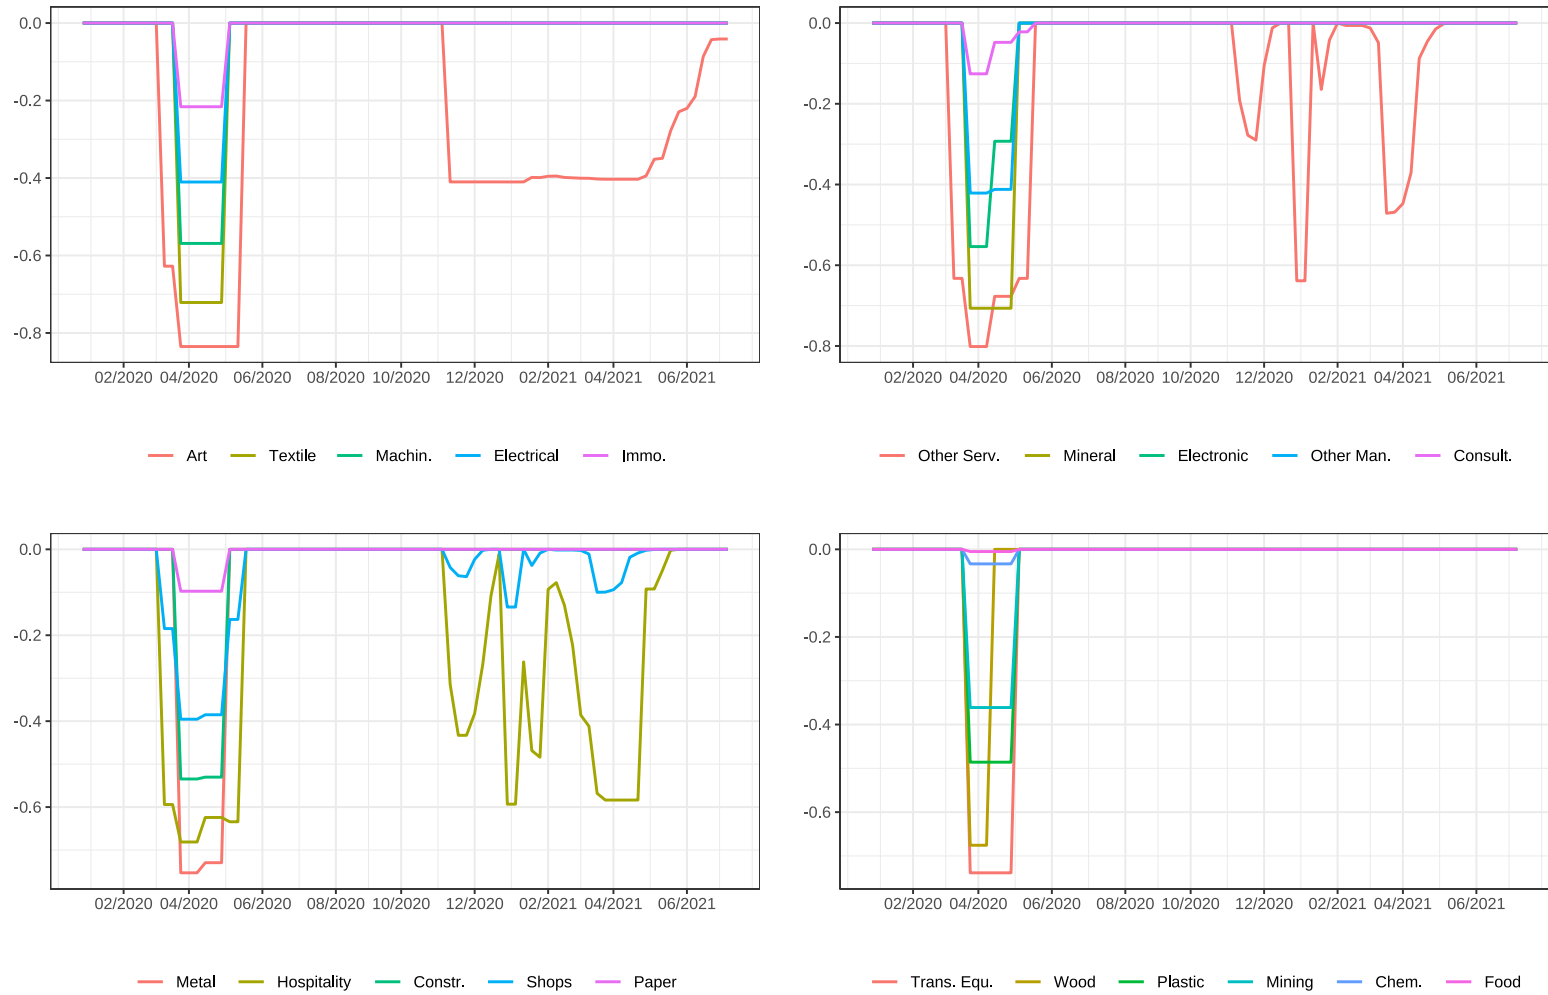 0.0
-0.2
-0.4
-0.6
-0.8
02/2020 04/2020 06/2020 08/2020 10/2020 12/2020 02/2021 04/2021 06/2021
Art Textile Machin. Electrical Immo.
0.0
-0.2
-0.4
-0.6
-0.8
02/2020 04/2020 06/2020 08/2020 10/2020 12/2020 02/2021 04/2021 06/2021
Other Serv. Mineral Electronic Other Man. Consult.
0.0
-0.2
-0.4
-0.6
02/2020 04/2020 06/2020 08/2020 10/2020 12/2020 02/2021 04/2021 06/2021
Metal Hospitality Constr. Shops Paper
0.0
-0.2
-0.4
-0.6
02/2020 04/2020 06/2020 08/2020 10/2020 12/2020 02/2021 04/2021 06/2021
Trans. Equ. Wood Plastic Mining Chem. Food